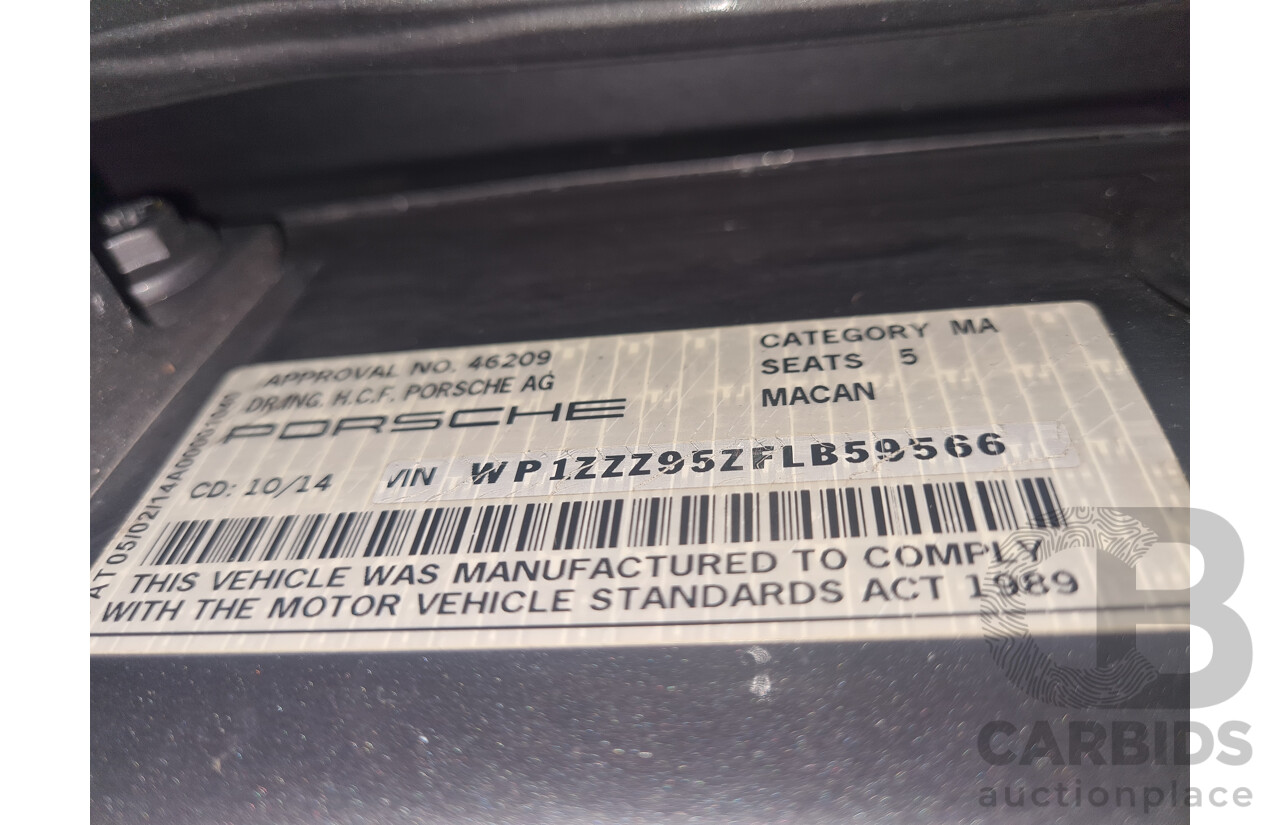 APPROVAL NO. 46209
DR/ING. H.C.F. PORSCHE AG
PORSCHE
CATEGORY MA
SEATS 5
MACAN
CD: 10/14
VIN WP1ZZZ95ZFLB59566
THIS VEHICLE WAS MANUFACTURED TO COMPLY
WITH THE MOTOR VEHICLE STANDARDS ACT 1989
CB
CARBIDS
auctionplace